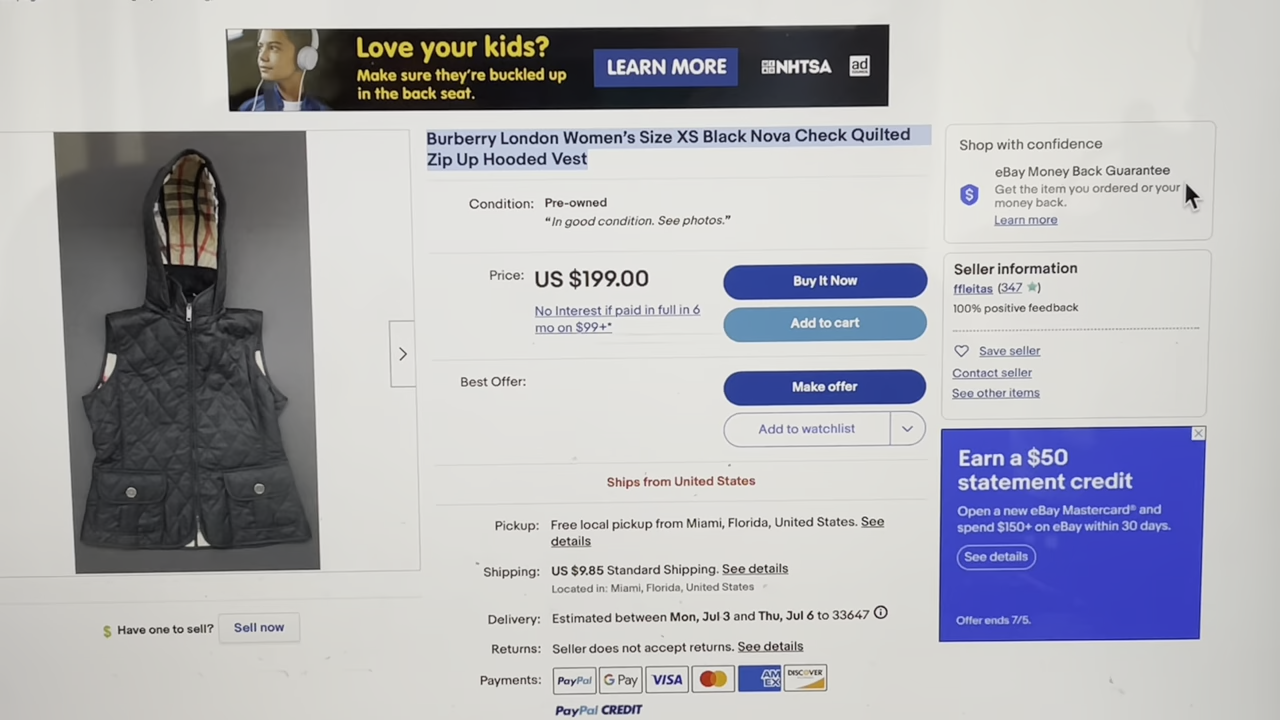 Love your kids?
Make sure they're buckled up
in the back seat.
LEARN MORE
NHTSA
ad
Burberry London Women's Size XS Black Nova Check Quilted
Zip Up Hooded Vest
Condition: Pre-owned
"In good condition. See photos."
Price: US $199.00
No Interest if paid in full in 6
mo on $99+*
Buy It Now
Add to cart
Best Offer:
Make offer
Add to watchlist
Ships from United States
Pickup: Free local pickup from Miami, Florida, United States. See
details
Shipping: US $9.85 Standard Shipping. See details
Located in: Miami, Florida, United States
Delivery: Estimated between Mon, Jul 3 and Thu, Jul 6 to 33647
Returns: Seller does not accept returns. See details
Payments: PayPal G Pay VISA AM EX DISCOVER
PayPal CREDIT
$ Have one to sell? Sell now
Shop with confidence
eBay Money Back Guarantee
$ Get the item you ordered or your
money back.
Learn more
Seller information
ffleitas (347)
100% positive feedback
Save seller
Contact seller
See other items
Earn a $50
statement credit
Open a new eBay Mastercard® and
spend $150+ on eBay within 30 days.
See details
Offer ends 7/5.